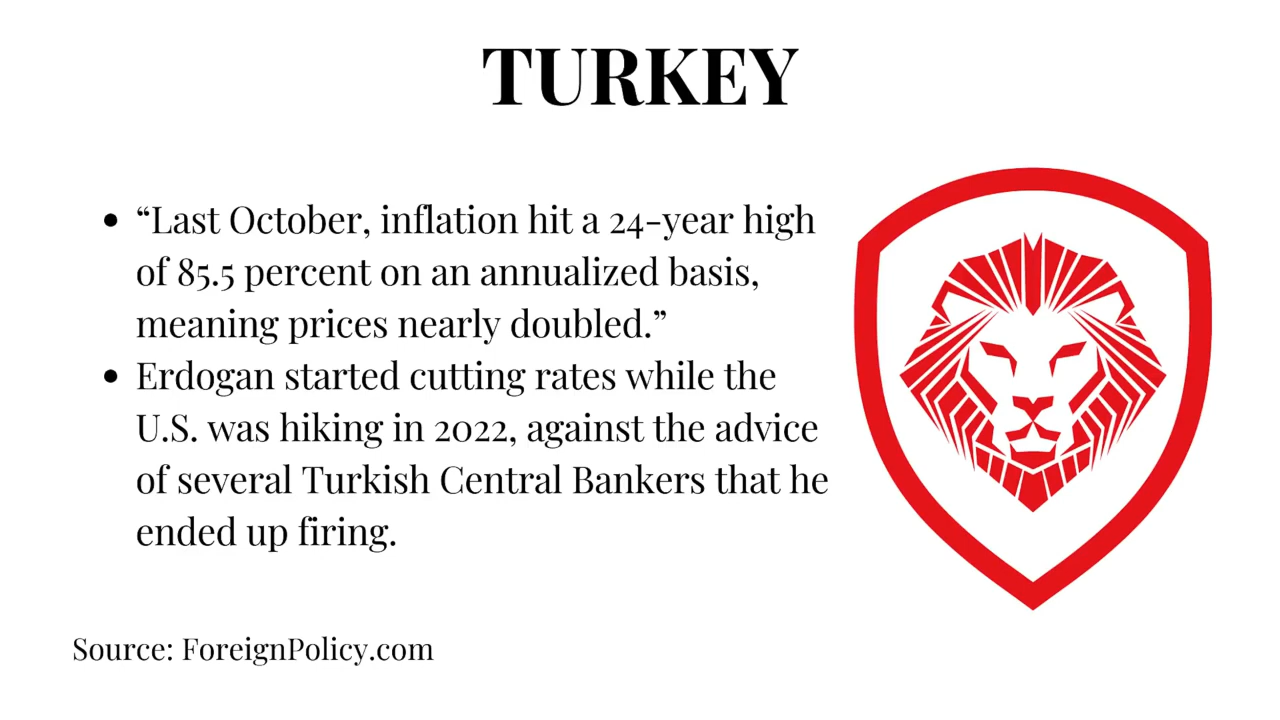 TURKEY
• “Last October, inflation hit a 24-year high
of 85.5 percent on an annualized basis,
meaning prices nearly doubled.”
• Erdogan started cutting rates while the
U.S. was hiking in 2022, against the advice
of several Turkish Central Bankers that he
ended up firing.
Source: ForeignPolicy.com